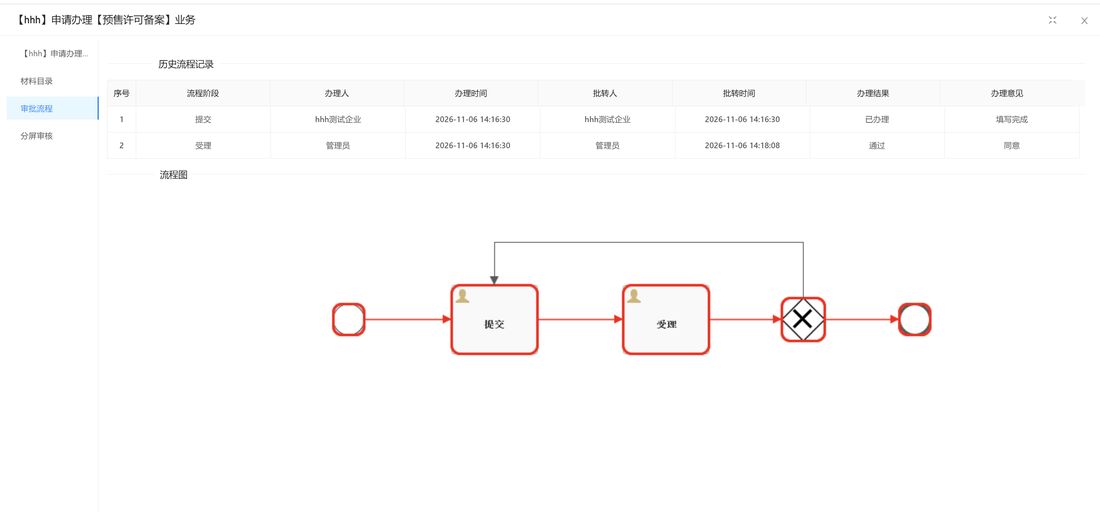 【hhh】申请办理【预售许可备案】业务
【hhh】申请办理...
材料目录
审批流程
分屏审核
历史流程记录
序号 流程阶段 办理人 办理时间 批转人 批转时间 办理结果 办理意见
1 提交 hhh测试企业 2026-11-06 14:16:30 hhh测试企业 2026-11-06 14:16:30 已办理 填写完成
2 受理 管理员 2026-11-06 14:16:30 管理员 2026-11-06 14:18:08 通过 同意
流程图
提交 受理